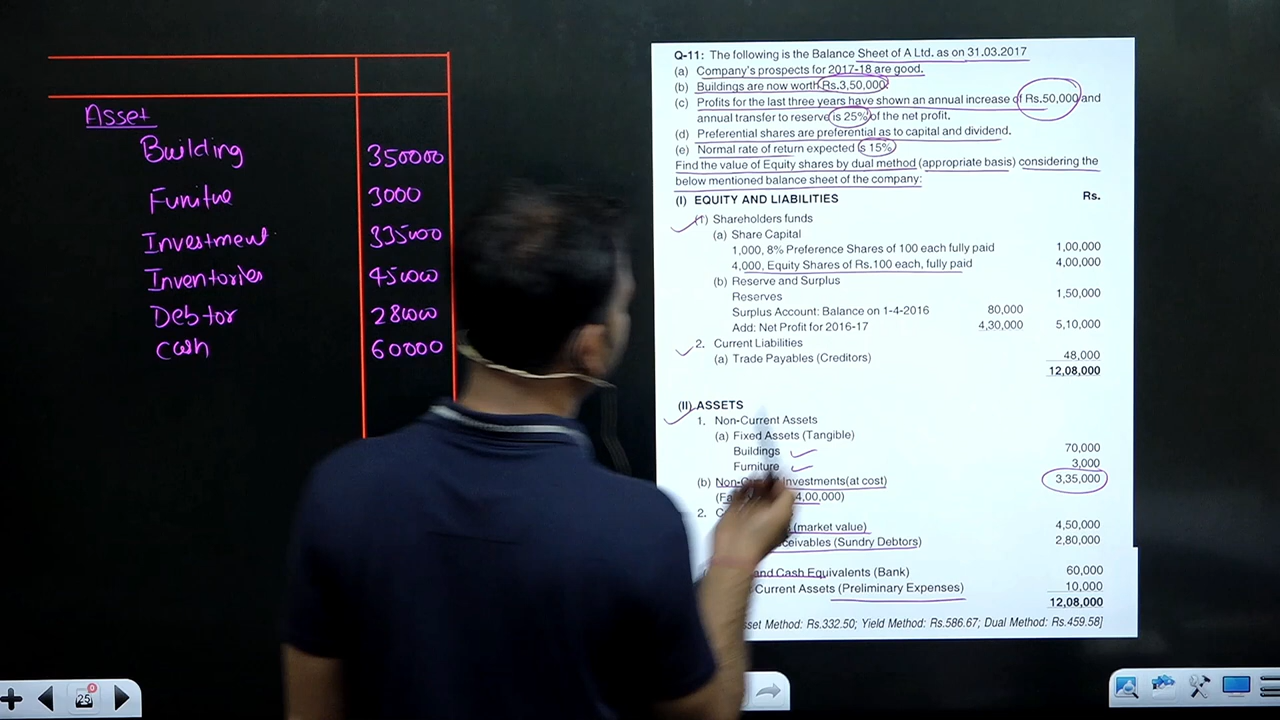 Asset
Building 350000
Funitue 3000
Investment 335000
Inventories 450000
Debtor 280000
Cash 60000
Q-11: The following is the Balance Sheet of A Ltd. as on 31.03.2017
(a) Company's prospects for 2017-18 are good.
(b) Buildings are now worth Rs.3,50,000.
(c) Profits for the last three years have shown an annual increase of Rs.50,000 and
annual transfer to reserve is 25% of the net profit.
(d) Preferential shares are preferential as to capital and dividend.
(e) Normal rate of return expected is 15%
Find the value of Equity shares by dual method (appropriate basis) considering the
below mentioned balance sheet of the company:
(I) EQUITY AND LIABILITIES Rs.
(1) Shareholders funds
(a) Share Capital
1,000, 8% Preference Shares of 100 each fully paid 1,00,000
4,000, Equity Shares of Rs.100 each, fully paid 4,00,000
(b) Reserve and Surplus
Reserves 1,50,000
Surplus Account: Balance on 1-4-2016 80,000
Add: Net Profit for 2016-17 4,30,000 5,10,000
2. Current Liabilities
(a) Trade Payables (Creditors) 48,000
12,08,000
(II) ASSETS
1. Non-Current Assets
(a) Fixed Assets (Tangible)
Buildings 70,000
Furniture 3,000
(b) Investments(at cost) 3,35,000
4,00,000)
2.
(market value) 4,50,000
(Sundry Debtors) 2,80,000
and Cash Equivalents (Bank) 60,000
Current Assets (Preliminary Expenses) 10,000
12,08,000
Method: Rs.332.50; Yield Method: Rs.586.67; Dual Method: Rs.459.58]
25
0